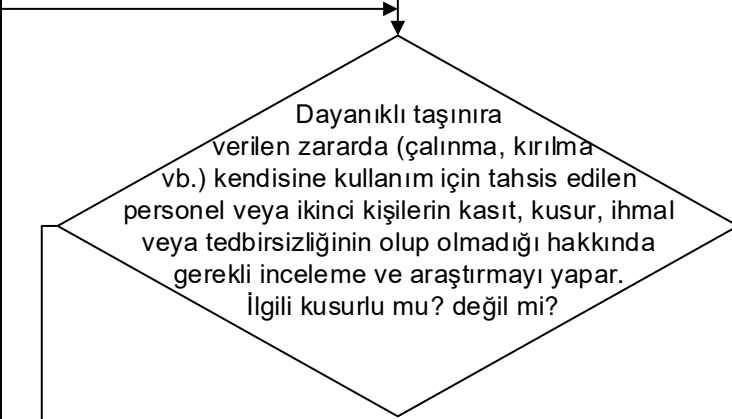 Dayanıklı taşınıra
verilen zararda (çalınma, kırılma
vb.) kendisine kullanım için tahsis edilen
personel veya ikinci kişilerin kasıt, kusur, ihmal
veya tedbirsizliğinin olup olmadığı hakkında
gerekli inceleme ve araştırmayı yapar.
İlgili kusurlu mu? değil mi?